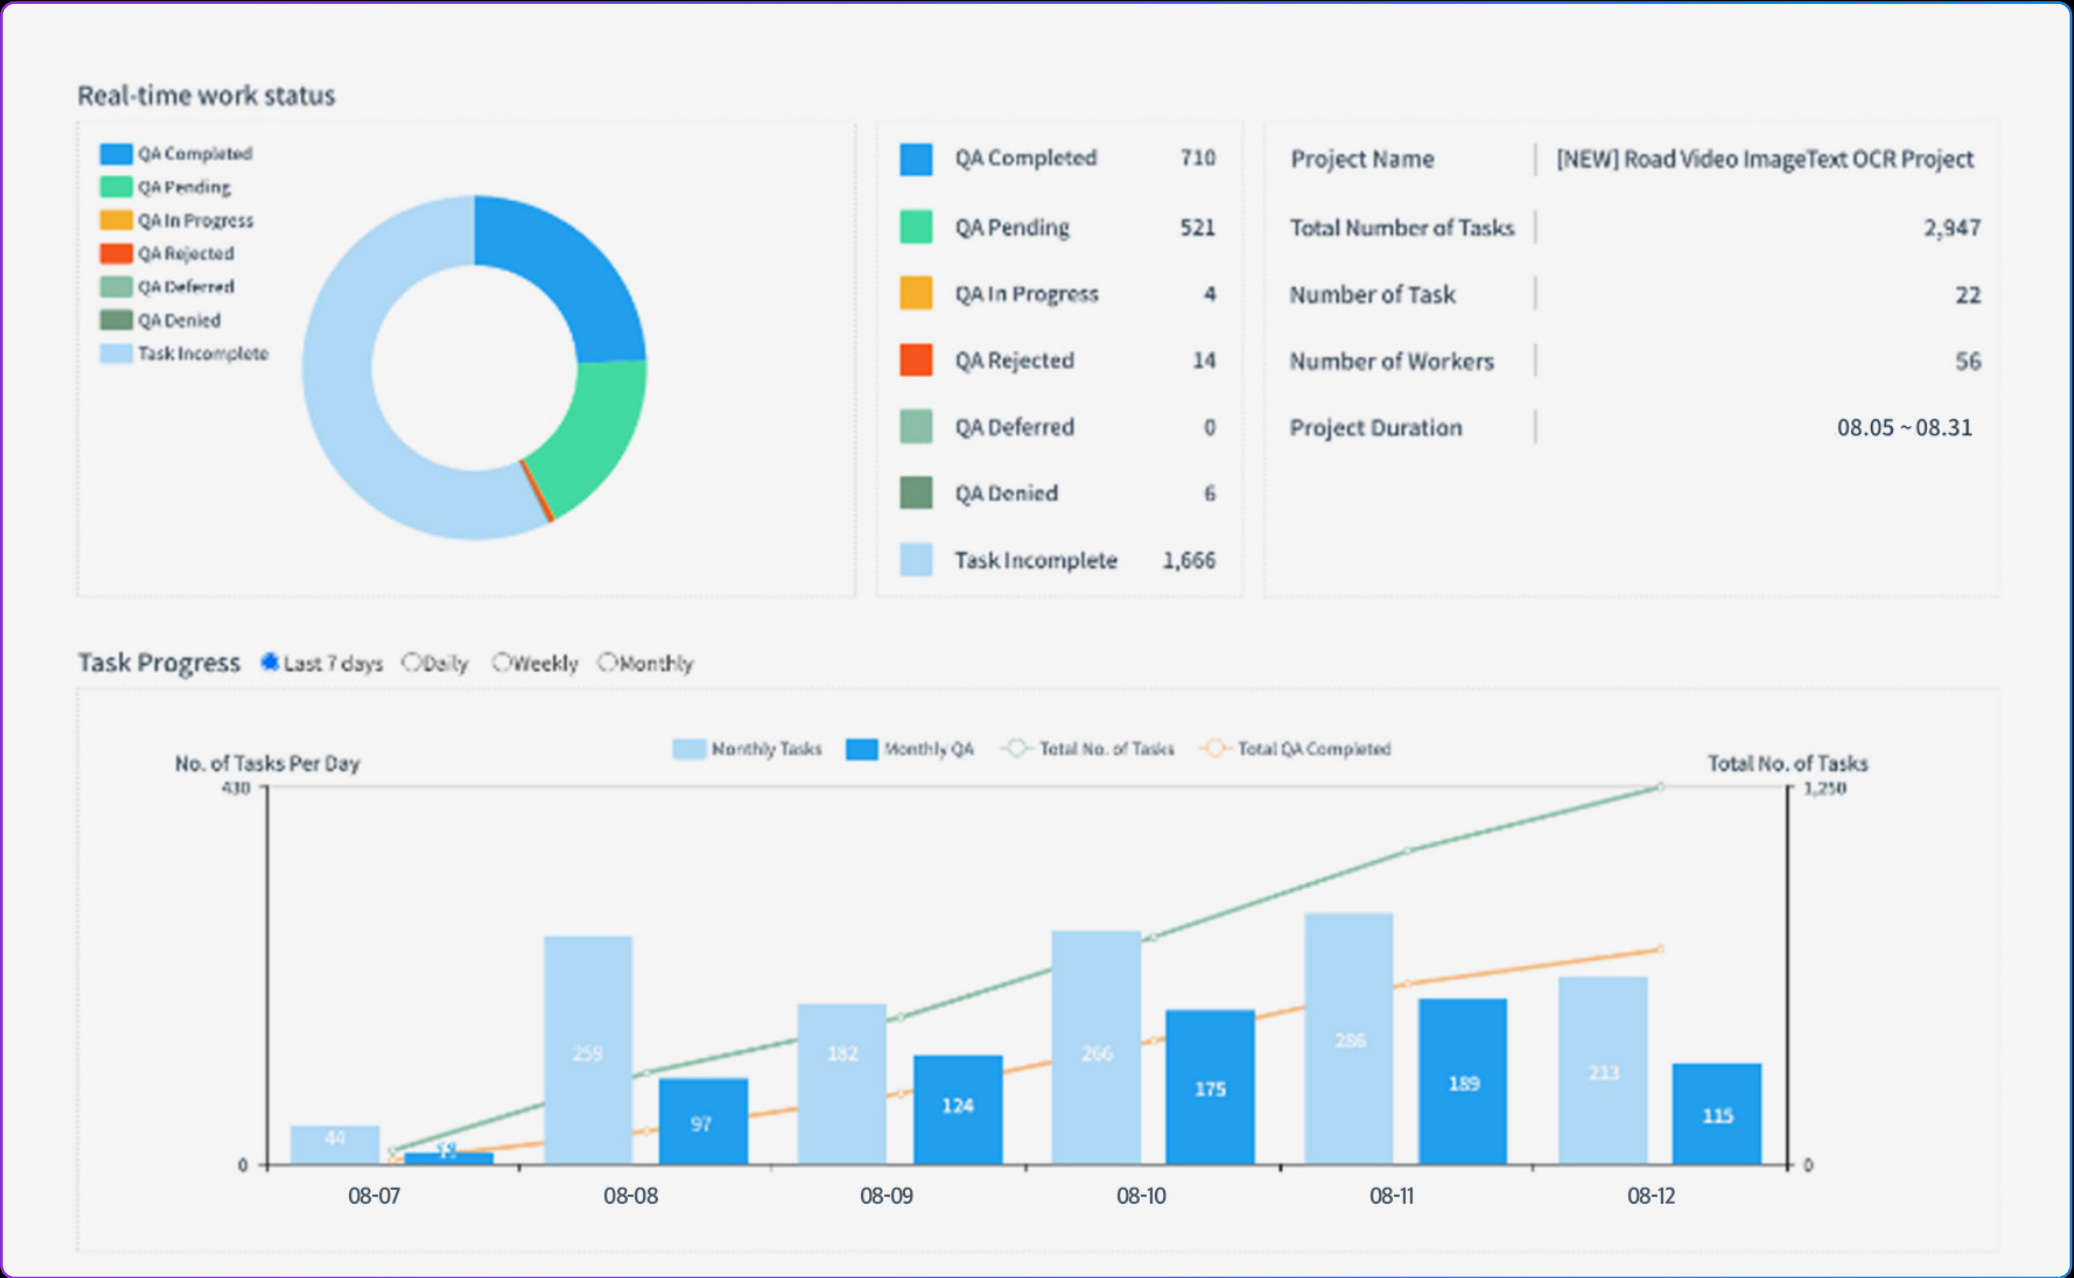 Real-time work status
QA Completed
QA Pending
QA In Progress
QA Rejected
QA Deferred
QA Denied
Task Incomplete
QA Completed 710
QA Pending 521
QA In Progress 4
QA Rejected 14
QA Deferred 0
QA Denied 6
Task Incomplete 1,666
Project Name [NEW] Road Video ImageText OCR Project
Total Number of Tasks 2,947
Number of Task 22
Number of Workers 56
Project Duration 08.05 ~ 08.31
Task Progress Last 7 days Daily Weekly Monthly
Monthly Tasks Monthly QA Total No. of Tasks Total QA Completed
No. of Tasks Per Day
Total No. of Tasks
430
1,250
259 182 266 286 213
44 97 124 175 189 115
0
0
08-07 08-08 08-09 08-10 08-11 08-12